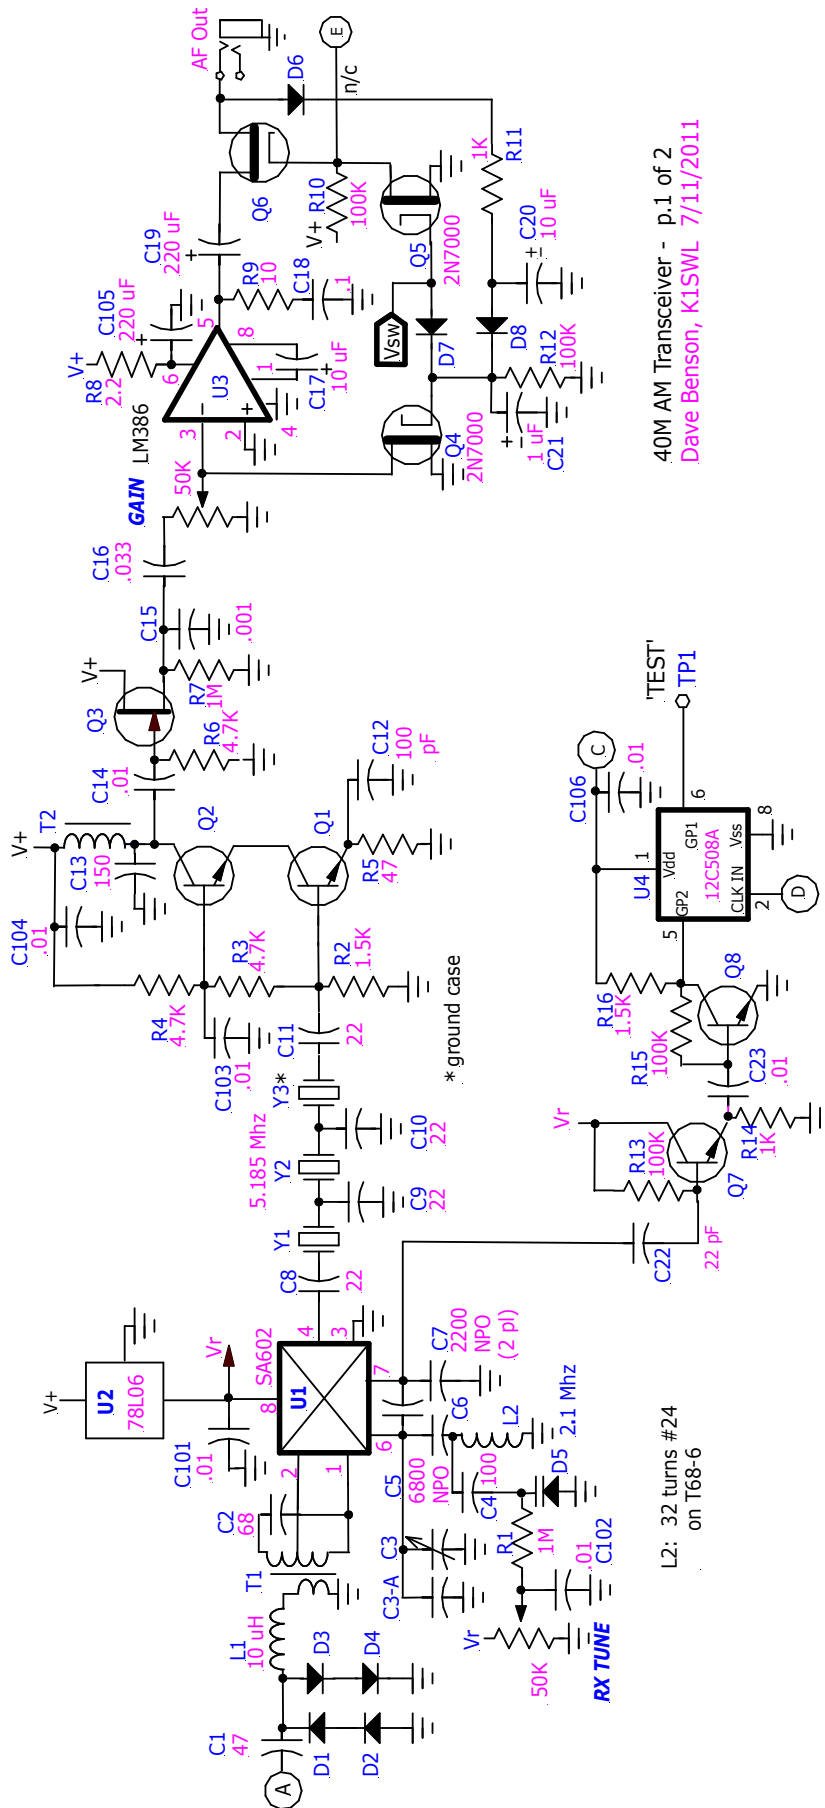 A
C1
47
D1
D2
D3
D4
L1
10 uH
T1
C2
68
2
1
V+
U2
78L06
C101
.01
Vr
8
SA602
U1
4
3
6
7
C3-A
C3
C5
6800
NPO
C6
C7
2200
NPO
(2 pl)
C4
100
L2
2.1 Mhz
D5
R1
1M
C102
.01
Vr
50K
RX TUNE
L2: 32 turns #24
on T68-6
C8
22
Y1
Y2
Y3*
5.185 Mhz
C9
22
C10
22
C11
22
* ground case
C103
.01
R4
4.7K
R3
4.7K
R2
1.5K
C104
.01
V+
T2
C13
150
Q2
Q1
R5
47
C12
100
pF
C14
.01
R6
4.7K
Q3
V+
R7
1M
C15
.001
C16
.033
GAIN
50K
LM386
3
2
4
U3
6
5
1
8
V+
R8
2.2
C105
220 uF
+
C17
10 uF
+
R9
10
C18
.1
C19
220 uF
+
Q6
AF Out
E
n/c
D6
V+
R10
100K
Q5
2N7000
Vsw
D7
Q4
2N7000
D8
R11
1K
C20
10 uF
+
R12
100K
C21
1 uF
+
C22
22 pF
Vr
R13
100K
Q7
R14
1K
C23
.01
R15
100K
R16
1.5K
Q8
U4
12C508A
5
GP2
1
Vdd
GP1
6
CLK IN
2
Vss
8
D
C
C106
.01
'TEST'
TP1
40M AM Transceiver - p.1 of 2
Dave Benson, K1SWL 7/11/2011